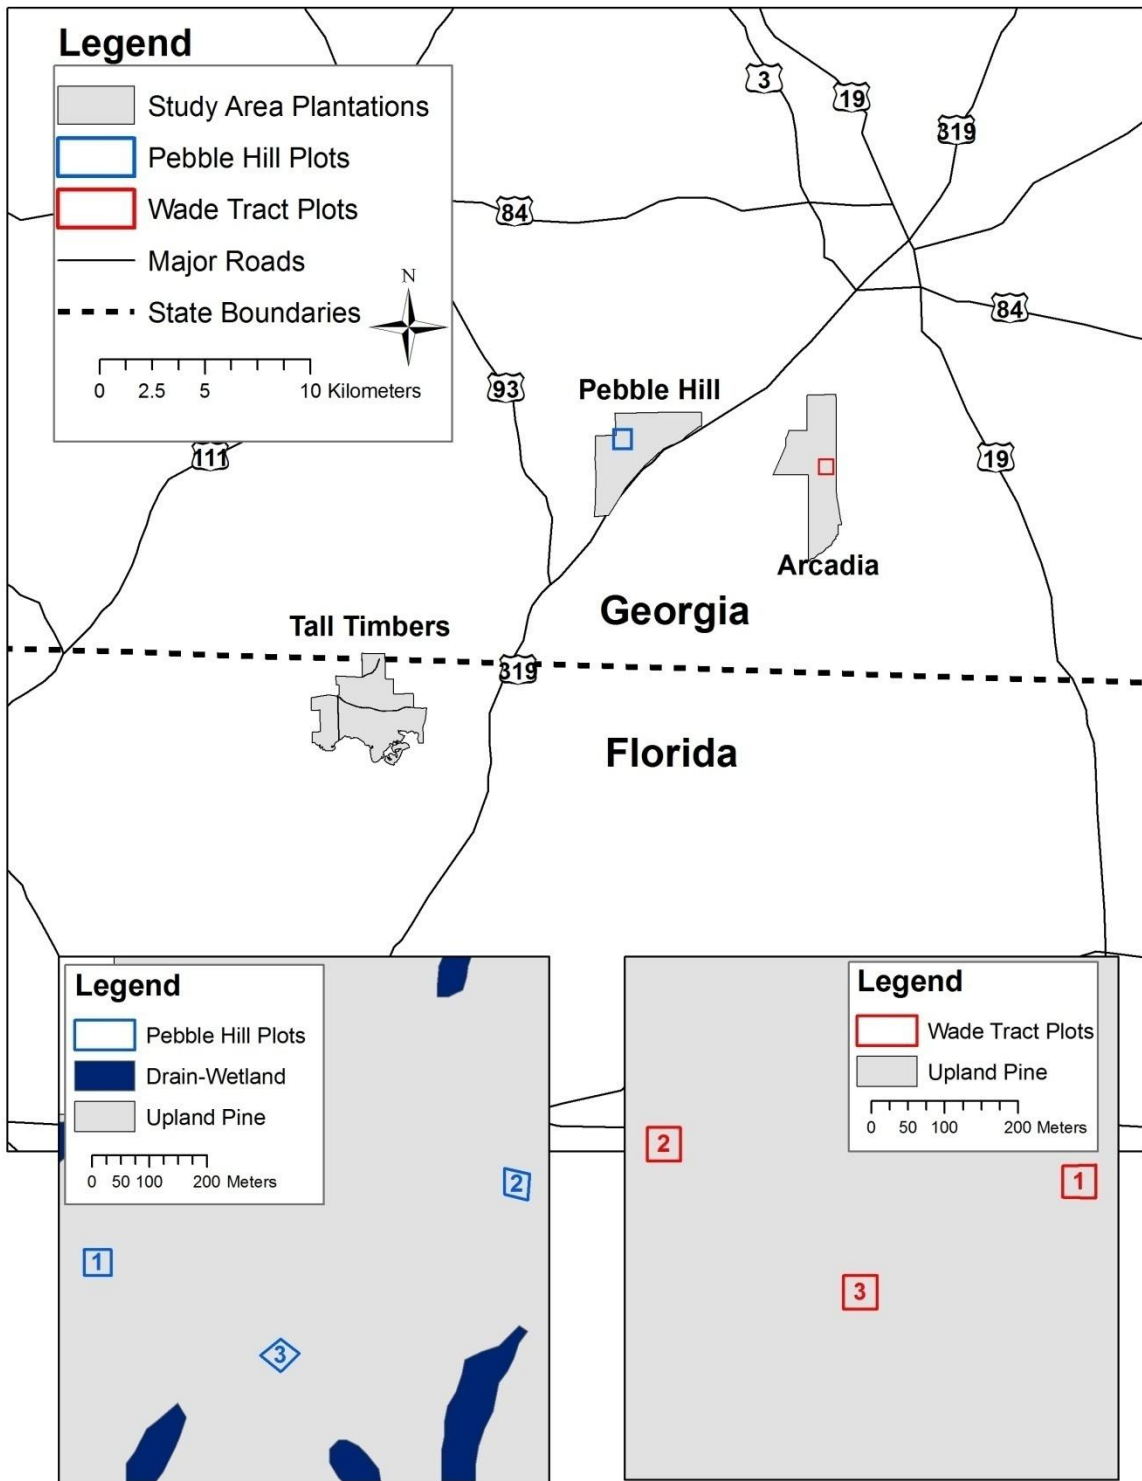 Legend
Study Area Plantations
Pebble Hill Plots
Wade Tract Plots
Major Roads
State Boundaries
N
0 2.5 5 10 Kilometers
3
19
319
84
84
93
111
19
Pebble Hill
Arcadia
Georgia
Tall Timbers
319
Florida
Legend
Pebble Hill Plots
Drain-Wetland
Upland Pine
0 50 100 200 Meters
2
1
3
Legend
Wade Tract Plots
Upland Pine
0 50 100 200 Meters
2
1
3